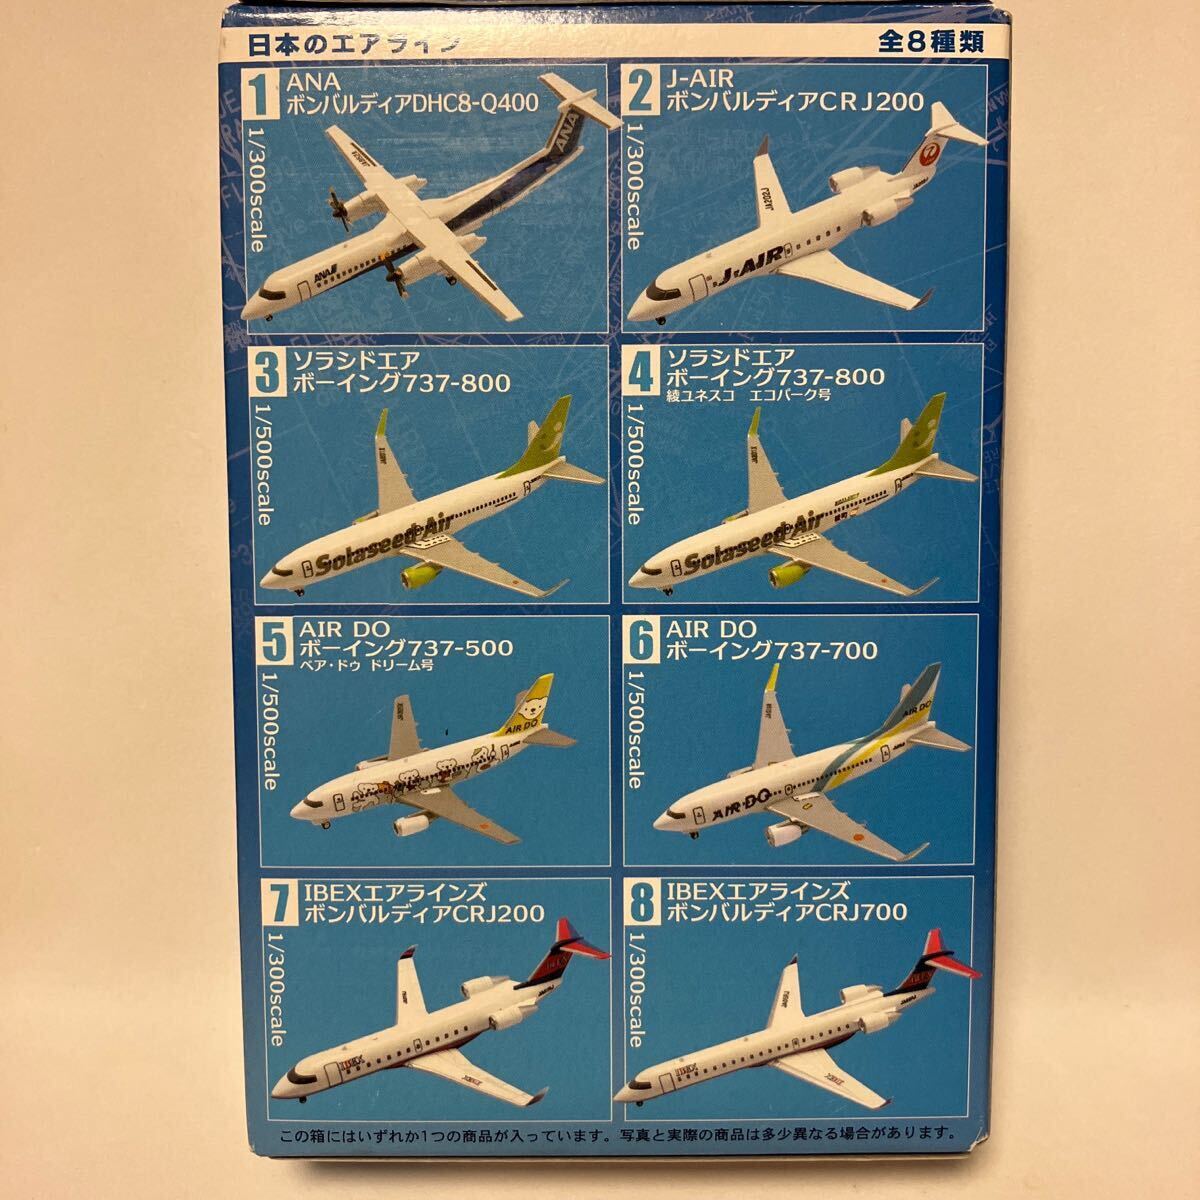 日本のエアライン
全8種類
1
ANA
ボンバルディアDHC8-Q400
1/300scale
ANA
ANA
2
J-AIR
ボンバルディアCRJ200
1/300scale
J-AIR
3
ソラシドエア
ボーイング737-800
1/500scale
Solaseed Air
4
ソラシドエア
ボーイング737-800
綾ユネスコ エコパーク号
1/500scale
Solaseed Air
5
AIR DO
ボーイング737-500
ベア・ドゥ ドリーム号
1/500scale
AIR DO
6
AIR DO
ボーイング737-700
1/500scale
AIR DO
AIR DO
7
IBEXエアラインズ
ボンバルディアCRJ200
1/300scale
IBEX
8
IBEXエアラインズ
ボンバルディアCRJ700
1/300scale
IBEX
この箱にはいずれか1つの商品が入っています。写真と実際の商品は多少異なる場合があります。